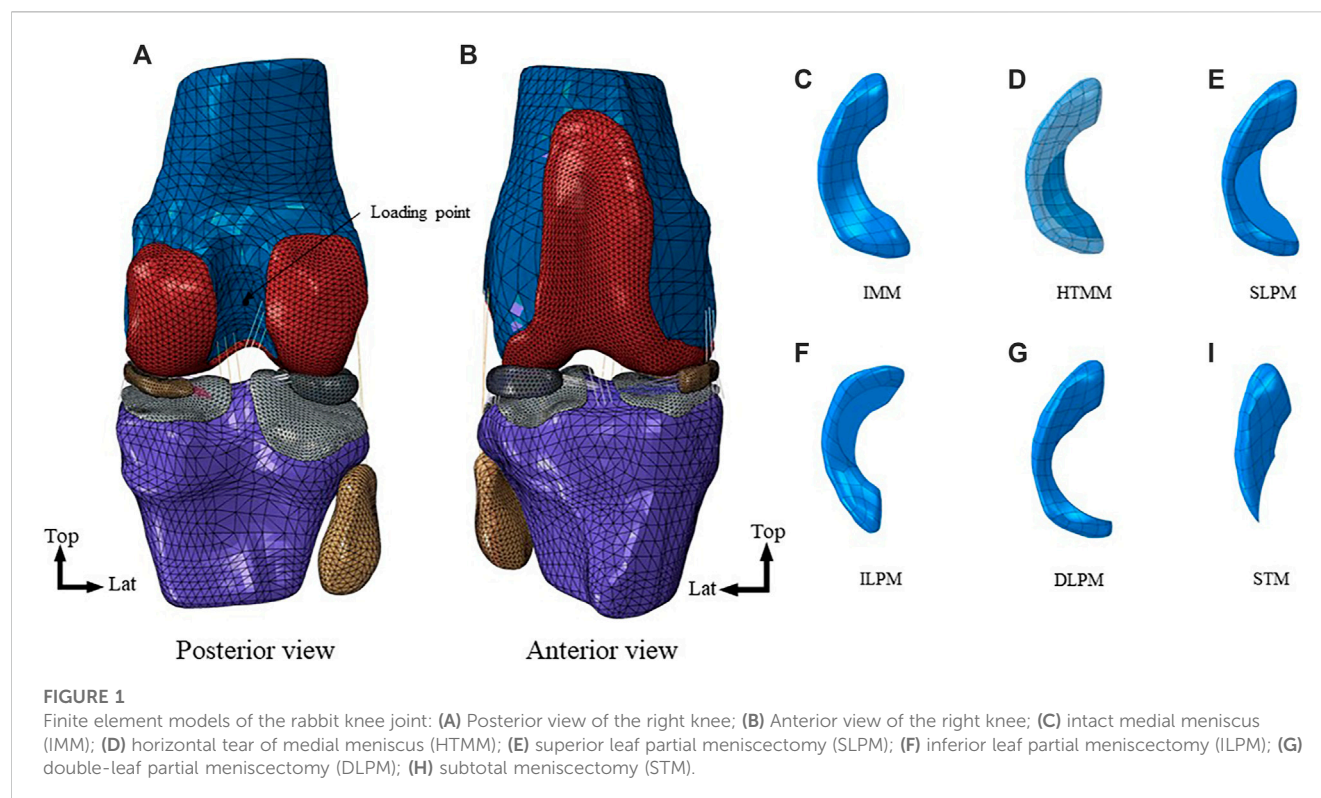 A
B
Loading point
Top
Lat
Top
Lat
Posterior view
Anterior view
C
D
E
IMM
HTMM
SLPM
F
G
I
ILPM
DLPM
STM
FIGURE 1
Finite element models of the rabbit knee joint: (A) Posterior view of the right knee; (B) Anterior view of the right knee; (C) intact medial meniscus
(IMM); (D) horizontal tear of medial meniscus (HTMM); (E) superior leaf partial meniscectomy (SLPM); (F) inferior leaf partial meniscectomy (ILPM); (G)
double-leaf partial meniscectomy (DLPM); (H) subtotal meniscectomy (STM).